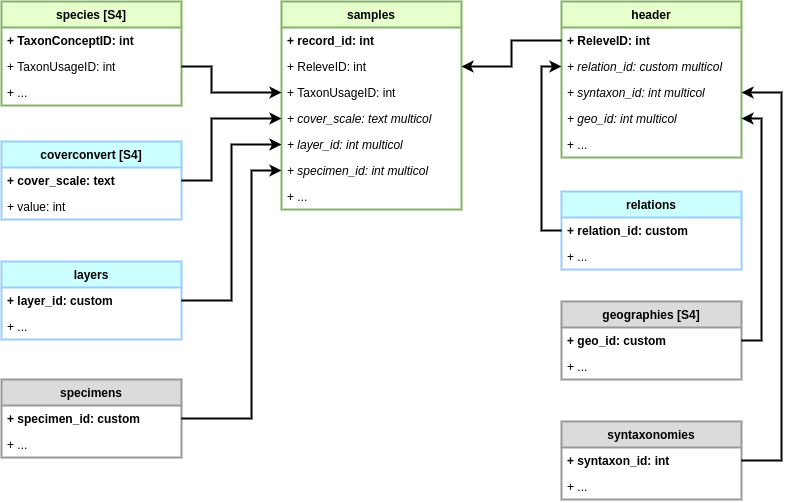 species [S4]
+ TaxonConceptID: int
+ TaxonUsageID: int
+ ...
coverconvert [S4]
+ cover_scale: text
+ value: int
layers
+ layer_id: custom
+ ...
specimens
+ specimen_id: custom
+ ...
samples
+ record_id: int
+ ReleveID: int
+ TaxonUsageID: int
+ cover_scale: text multicol
+ layer_id: int multicol
+ specimen_id: int multicol
+ ...
header
+ ReleveID: int
+ relation_id: custom multicol
+ syntaxon_id: int multicol
+ geo_id: int multicol
+ ...
relations
+ relation_id: custom
+ ...
geographies [S4]
+ geo_id: custom
+ ...
syntaxonomies
+ syntaxon_id: int
+ ...